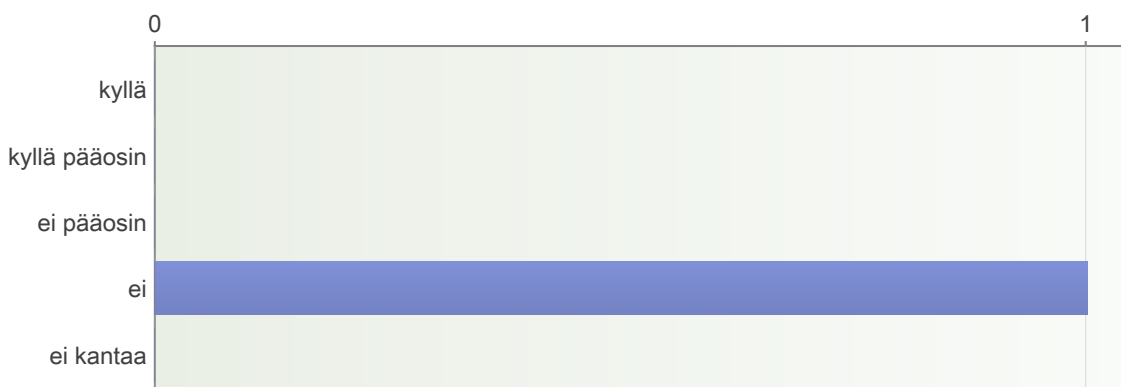 0 1
kyllä
kyllä pääosin
ei pääosin
ei
ei kantaa